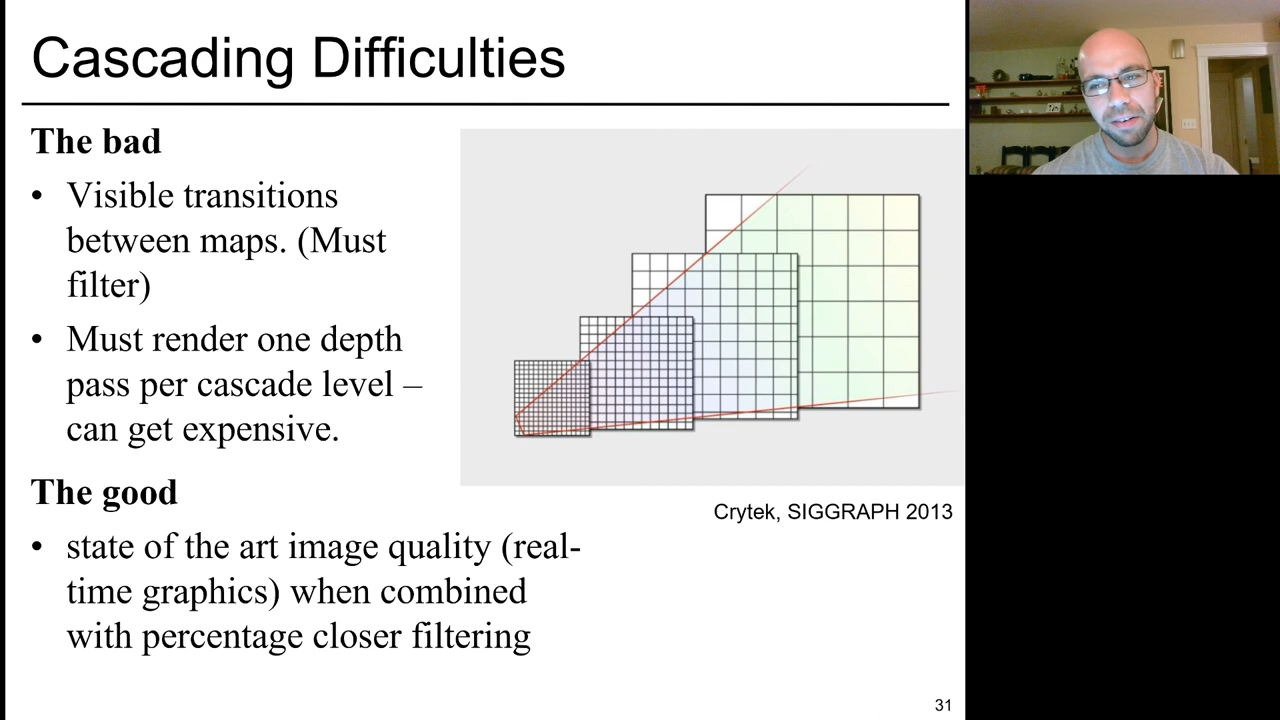 Cascading Difficulties
The bad
• Visible transitions
between maps. (Must
filter)
• Must render one depth
pass per cascade level –
can get expensive.
The good
• state of the art image quality (real-
time graphics) when combined
with percentage closer filtering
Crytek, SIGGRAPH 2013
31